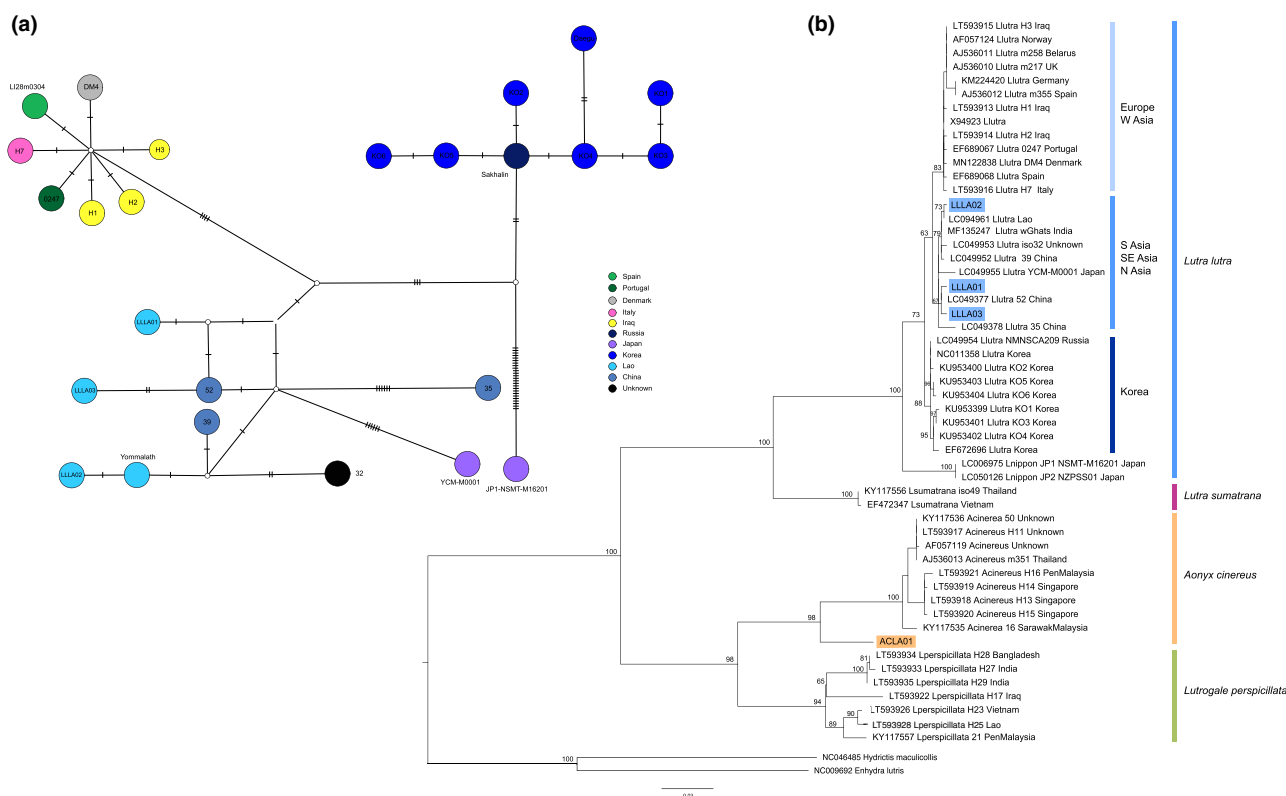 (a)
LI28m0304
DM4
H7
H3
0247
H1
H2
Sakhalin
LLLA01
LLLA03
52
39
35
LLLA02
Yommalath
32
YCM-M0001
JP1-NSMT-M16201
Spain
Portugal
Denmark
Italy
Iraq
Russia
Japan
Korea
Lao
China
Unknown
(b)
LT593915 Llutra H3 Iraq
AF057124 Llutra Norway
AJ536011 Llutra m258 Belarus
AJ536010 Llutra m217 UK
KM224420 Llutra Germany
AJ536012 Llutra m355 Spain
LT593913 Llutra H1 Iraq
X94923 Llutra
LT593914 Llutra H2 Iraq
EF689067 Llutra 0247 Portugal
MN122838 Llutra DM4 Denmark
EF689068 Llutra Spain
LT593916 Llutra H7 Italy
Europe
W Asia
LLLA02
LC094961 Llutra Lao
MF135247 Llutra wGhats India
LC049953 Llutra iso32 Unknown
LC049952 Llutra 39 China
LC049955 Llutra YCM-M0001 Japan
LLLA01
LC049377 Llutra 52 China
LLLA03
LC049378 Llutra 35 China
S Asia
SE Asia
N Asia
LC049954 Llutra NMNSCA209 Russia
NC011358 Llutra Korea
KU953400 Llutra KO2 Korea
KU953403 Llutra KO5 Korea
KU953404 Llutra KO6 Korea
KU953399 Llutra KO1 Korea
KU953401 Llutra KO3 Korea
KU953402 Llutra KO4 Korea
EF672696 Llutra Korea
Korea
LC006975 Lnippon JP1 NSMT-M16201 Japan
LC050126 Lnippon JP2 NZPSS01 Japan
Lutra lutra
KY117556 Lsumatrana iso49 Thailand
EF472347 Lsumatrana Vietnam
Lutra sumatrana
KY117536 Acinerea 50 Unknown
LT593917 Acinereus H11 Unknown
AF057119 Acinereus Unknown
AJ536013 Acinereus m351 Thailand
LT593921 Acinereus H16 PenMalaysia
LT593919 Acinereus H14 Singapore
LT593918 Acinereus H13 Singapore
LT593920 Acinereus H15 Singapore
KY117535 Acinerea 16 SarawakMalaysia
ACLA01
Aonyx cinereus
LT593934 Lperspicillata H28 Bangladesh
LT593933 Lperspicillata H27 India
LT593935 Lperspicillata H29 India
LT593922 Lperspicillata H17 Iraq
LT593926 Lperspicillata H23 Vietnam
LT593928 Lperspicillata H25 Lao
KY117557 Lperspicillata 21 PenMalaysia
Lutrogale perspicillata
NC046485 Hydrictis maculicollis
NC009692 Enhydra lutris
83
73
63
73
100
88
95
100
100
100
100
98
98
81
100
65
94
90
89
100